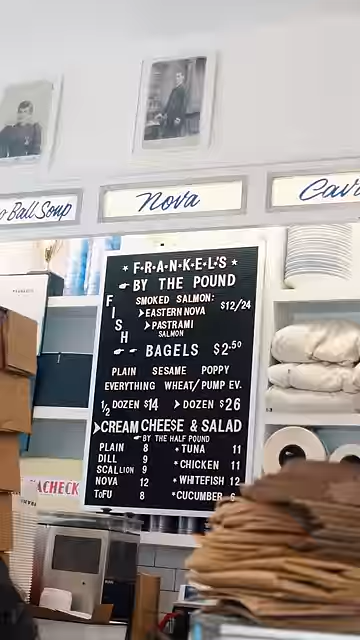 Ball Soup
Nova
Cav
* F•R•A•N•K•E•L'S *
BY THE POUND
FISH
SMOKED SALMON:
EASTERN NOVA $12/24
PASTRAMI
SALMON
BAGELS $2.50
PLAIN SESAME POPPY
EVERYTHING WHEAT/PUMP EV.
1/2 DOZEN $14 DOZEN $26
CREAM CHEESE & SALAD
BY THE HALF POUND
PLAIN 8 *TUNA 11
DILL 9 *CHICKEN 11
SCALLION 9 *WHITEFISH 12
NOVA 12 *CUCUMBER 6
TOFU 8
ACHECK